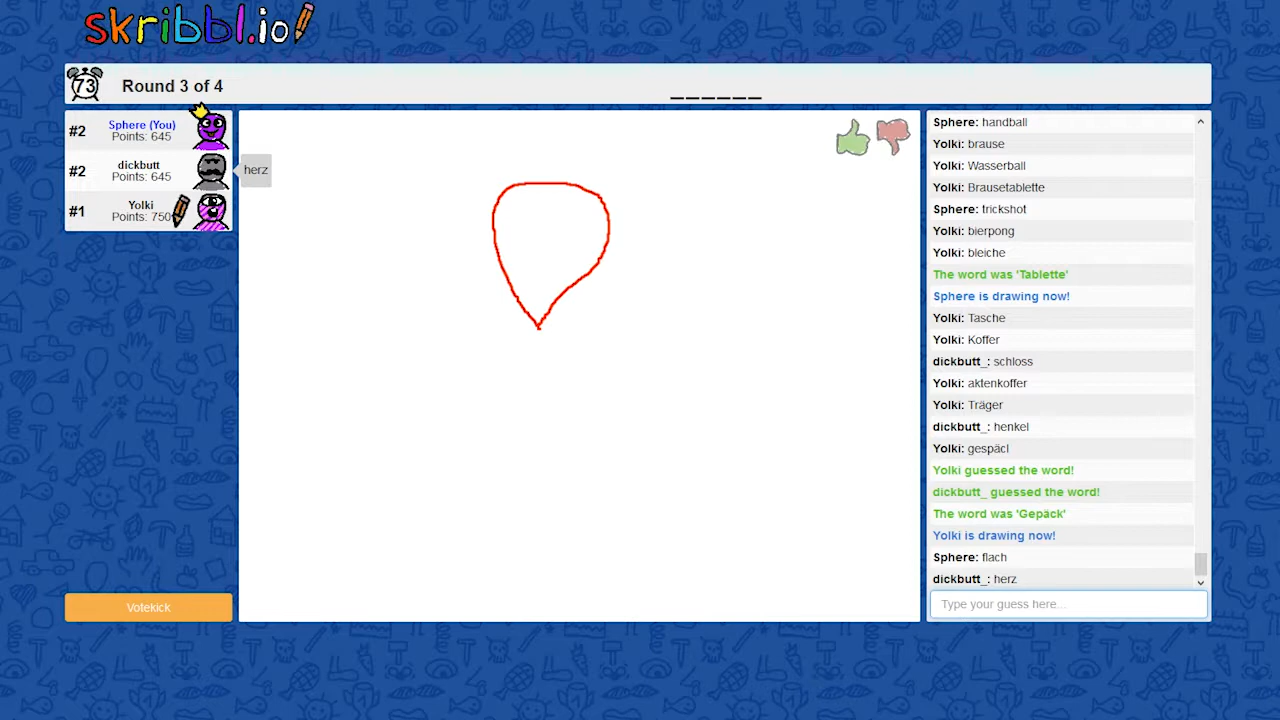 skribbl.io
73
Round 3 of 4
______
#2
Sphere (You)
Points: 645
#2
dickbutt
Points: 645
herz
#1
Yolki
Points: 750
Votekick
Sphere: handball
Yolki: brause
Yolki: Wasserball
Yolki: Brausetablette
Sphere: trickshot
Yolki: bierpong
Yolki: bleiche
The word was 'Tablette'
Sphere is drawing now!
Yolki: Tasche
Yolki: Koffer
dickbutt_: schloss
Yolki: aktenkoffer
Yolki: Träger
dickbutt_: henkel
Yolki: gespäcl
Yolki guessed the word!
dickbutt_ guessed the word!
The word was 'Gepäck'
Yolki is drawing now!
Sphere: flach
dickbutt_: herz
Type your guess here...